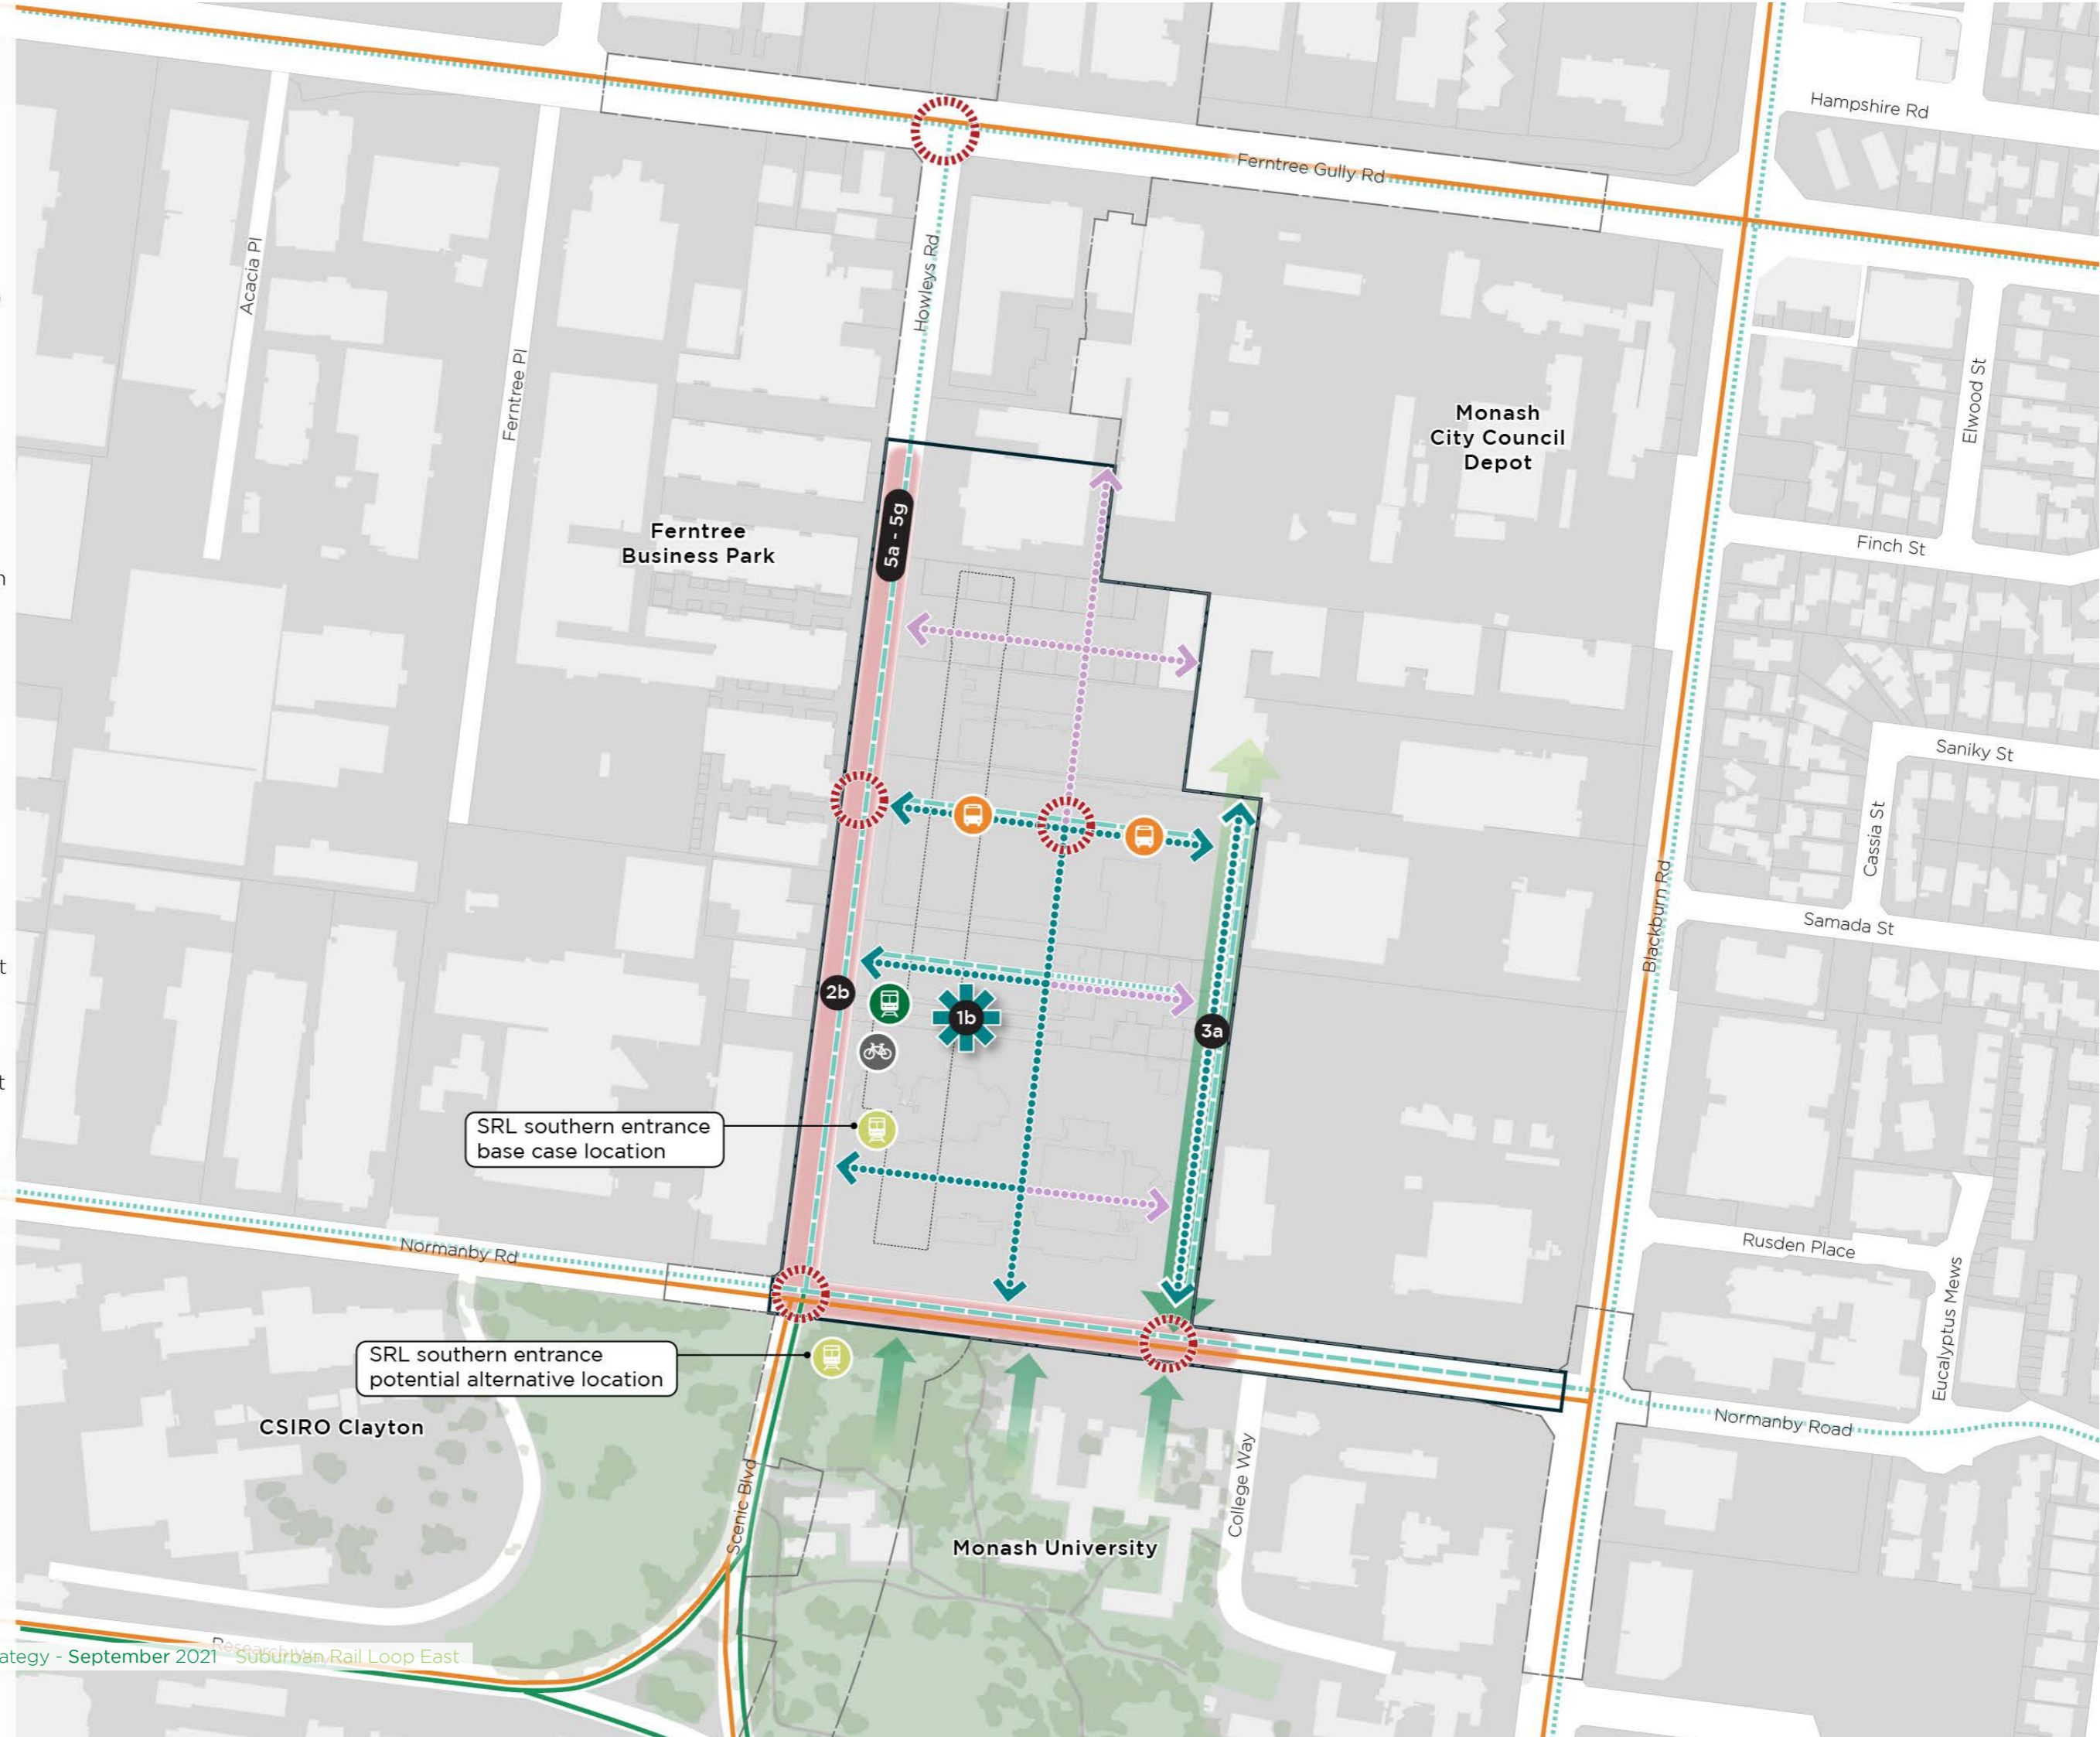 Hampshire Rd
Ferntree Gully Rd
Acacia Pl
Howleys Rd
Ferntree Pl
Elwood St
Monash
City Council
Depot
5a - 5g
Ferntree
Business Park
Finch St
n
Saniky St
Cassia St
Blackburn Rd
Samada St
t
2b
1b
3a
t
SRL southern entrance
base case location
Normanby Rd
Rusden Place
Eucalyptus Mews
SRL southern entrance
potential alternative location
CSIRO Clayton
Normanby Road
Scenic Blvd
College Way
Monash University
Research Way
ategy - September 2021 Suburban Rail Loop East